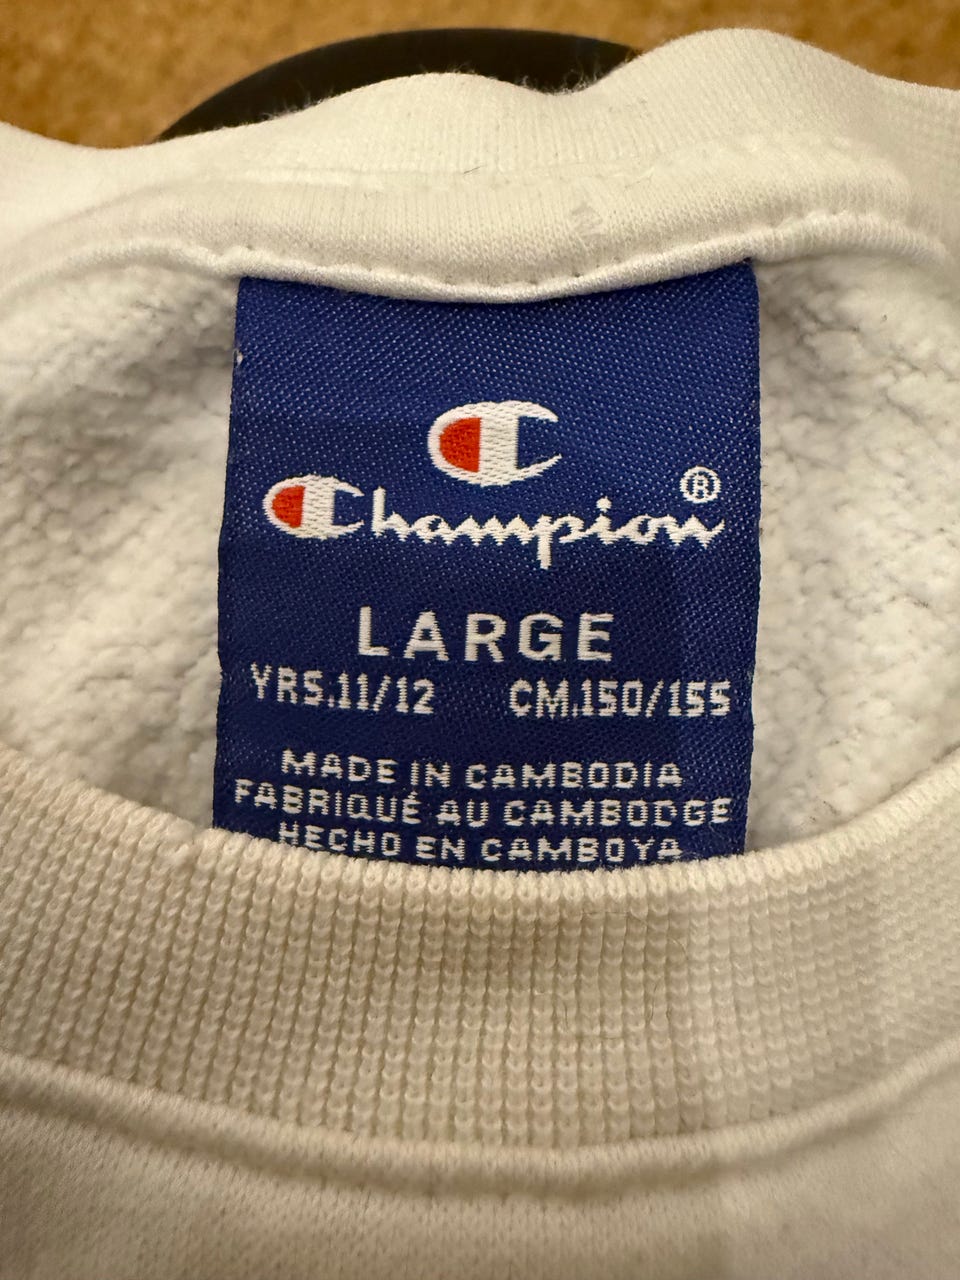 C
Champion®
LARGE
YRS.11/12 CM.150/155
MADE IN CAMBODIA
FABRIQUÉ AU CAMBODGE
HECHO EN CAMBOYA